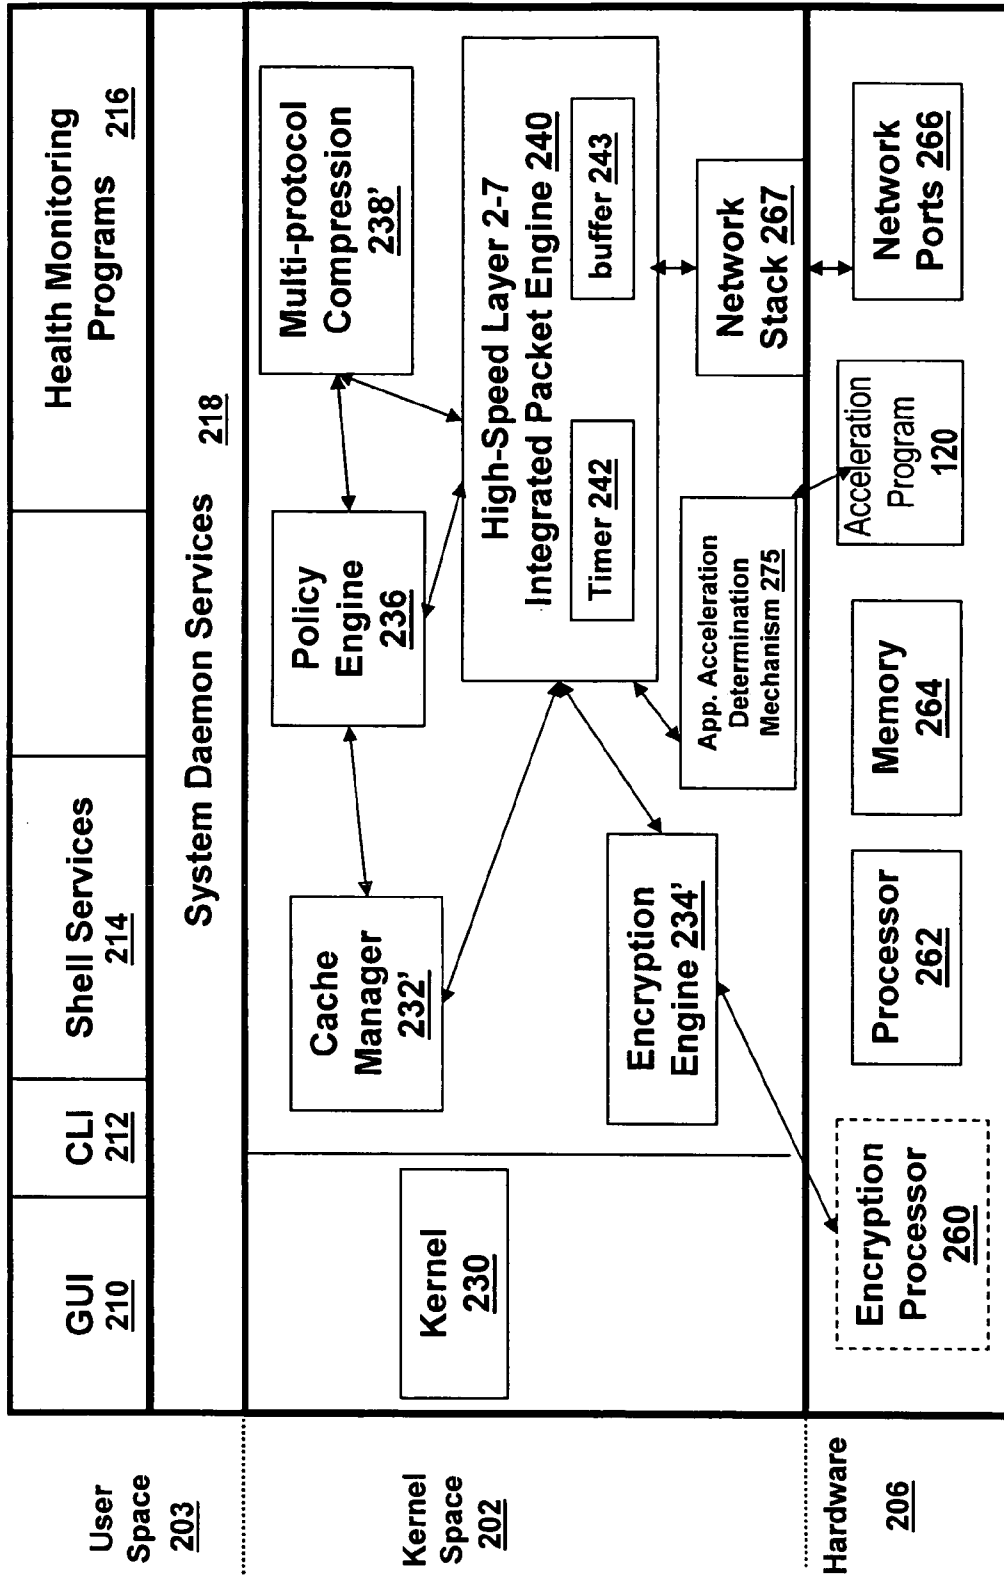 User
Space
203
GUI
210
CLI
212
Shell Services
214
Health Monitoring
Programs 216
System Daemon Services 218
Kernel
Space
202
Kernel
230
Cache
Manager
232'
Policy
Engine
236
Multi-protocol
Compression
238'
High-Speed Layer 2-7
Integrated Packet Engine 240
Timer 242
buffer 243
Encryption
Engine 234'
App. Acceleration
Determination
Mechanism 275
Network
Stack 267
Hardware
206
Encryption
Processor
260
Processor
262
Memory
264
Acceleration
Program
120
Network
Ports 266